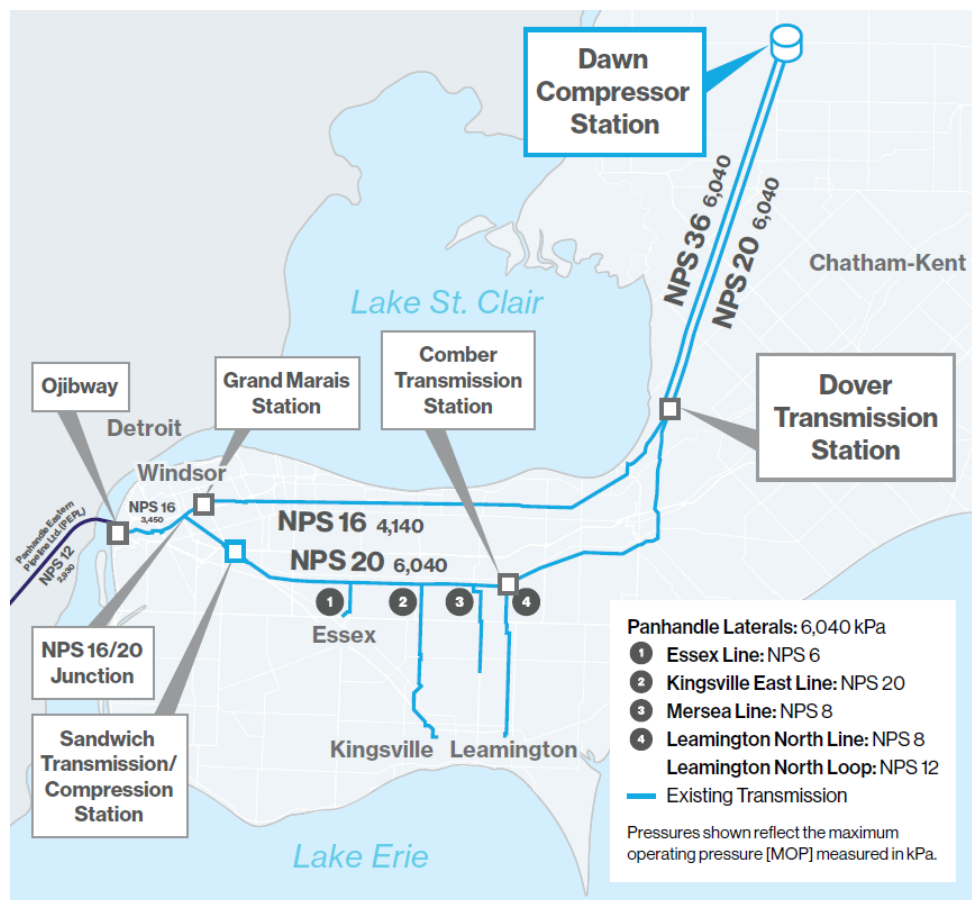 Dawn
Compressor
Station
NPS 36 6,040
NPS 20 6,040
Chatham-Kent
Lake St. Clair
Comber
Transmission
Station
Grand Marais
Station
Ojibway
Detroit
Windsor
Dover
Transmission
Station
NPS 16
3,450
Panhandle Eastern
Pipeline Ltd. (PEPL)
NPS 12
2,930
NPS 16 4,140
NPS 20 6,040
1
2
3
4
Essex
NPS 16/20
Junction
Sandwich
Transmission/
Compression
Station
Kingsville
Leamington
Lake Erie
Panhandle Laterals: 6,040 kPa
1 Essex Line: NPS 6
2 Kingsville East Line: NPS 20
3 Mersea Line: NPS 8
4 Leamington North Line: NPS 8
Leamington North Loop: NPS 12
Existing Transmission
Pressures shown reflect the maximum
operating pressure [MOP] measured in kPa.